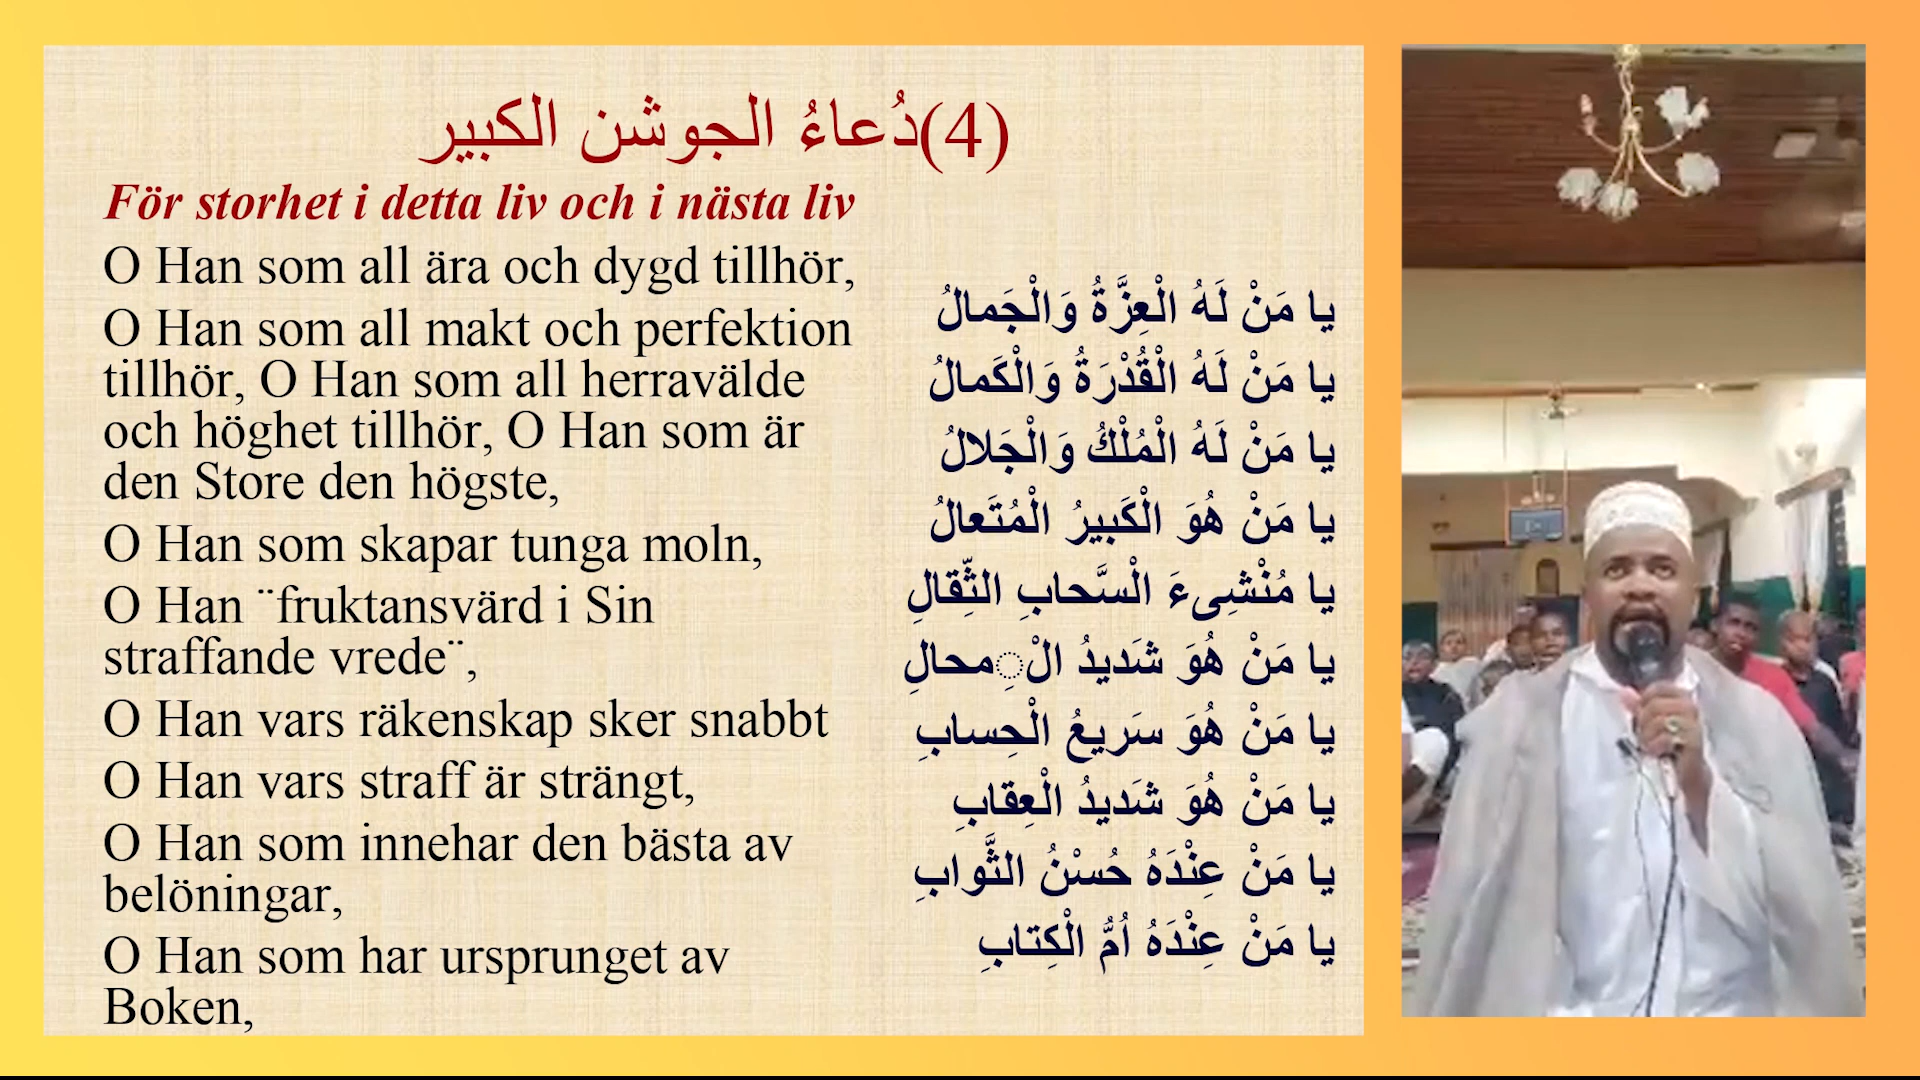 (4)دُعاءُ الجوشن الكبير
För storhet i detta liv och i nästa liv
O Han som all ära och dygd tillhör,
O Han som all makt och perfektion
tillhör, O Han som all herravälde
och höghet tillhör, O Han som är
den Store den högste,
O Han som skapar tunga moln,
O Han ¨fruktansvärd i Sin
straffande vrede¨,
O Han vars räkenskap sker snabbt
O Han vars straff är strängt,
O Han som innehar den bästa av
belöningar,
O Han som har ursprunget av
Boken,
يا مَنْ لَهُ الْعِزَّةُ وَالْجَمالُ
يا مَنْ لَهُ الْقُدْرَةُ وَالْكَمالُ
يا مَنْ لَهُ الْمُلْكُ وَالْجَلالُ
يا مَنْ هُوَ الْكَبيرُ الْمُتَعالُ
يا مُنْشِىءَ الْسَّحابِ الثِّقالِ
يا مَنْ هُوَ شَديدُ الْ◌ِمحالِ
يا مَنْ هُوَ سَريعُ الْحِسابِ
يا مَنْ هُوَ شَديدُ الْعِقابِ
يا مَنْ عِنْدَهُ حُسْنُ الثَّوابِ
يا مَنْ عِنْدَهُ اُمُّ الْكِتابِ